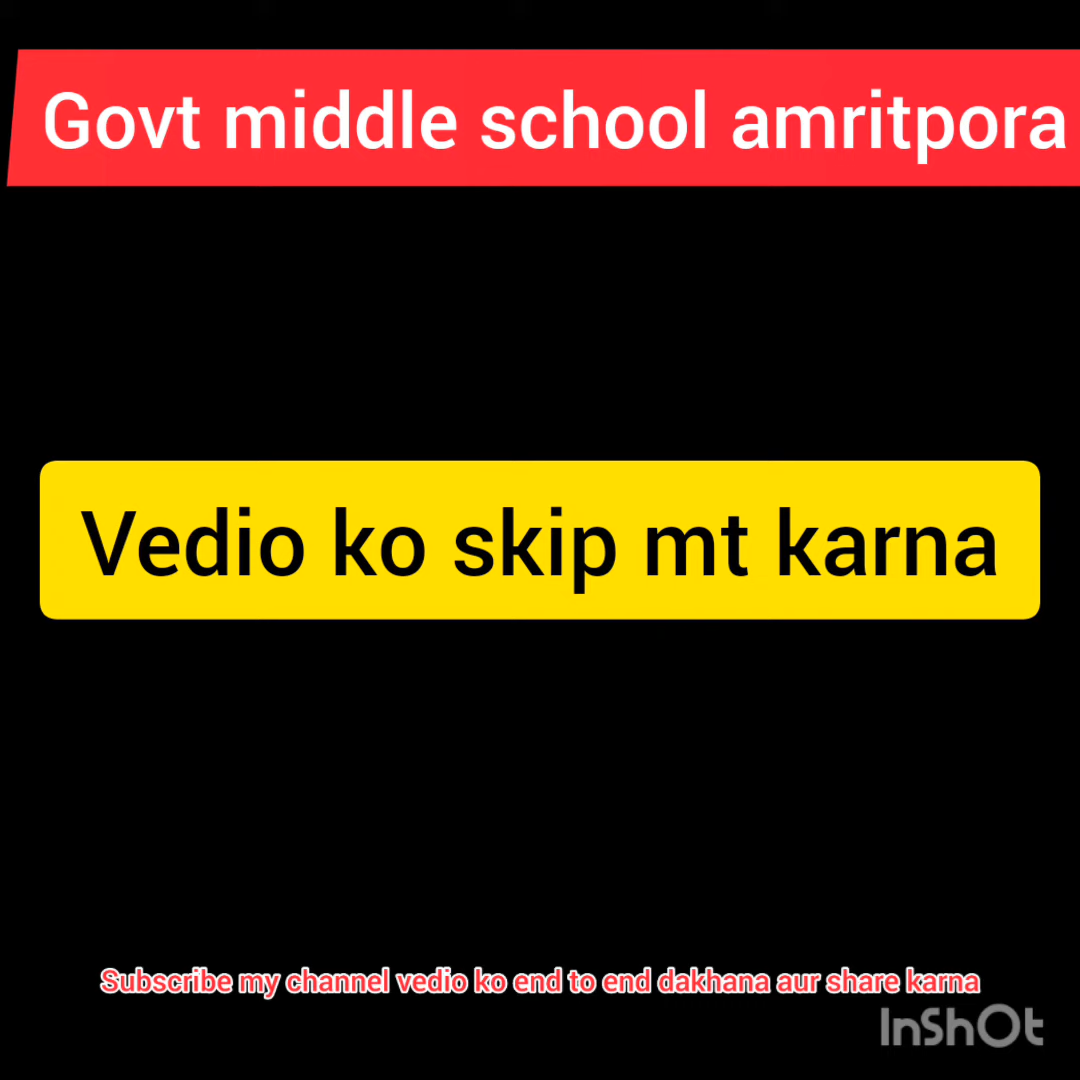 Govt middle school amritpora
Vedio ko skip mt karna
Subscribe my channel vedio ko end to end dakhana aur share karna
InShOt